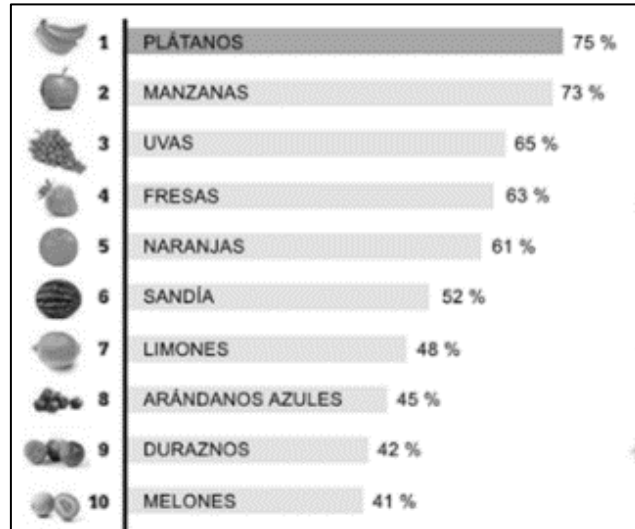 1 PLÁTANOS 75 %
2 MANZANAS 73 %
3 UVAS 65 %
4 FRESAS 63 %
5 NARANJAS 61 %
6 SANDÍA 52 %
7 LIMONES 48 %
8 ARÁNDANOS AZULES 45 %
9 DURAZNOS 42 %
10 MELONES 41 %